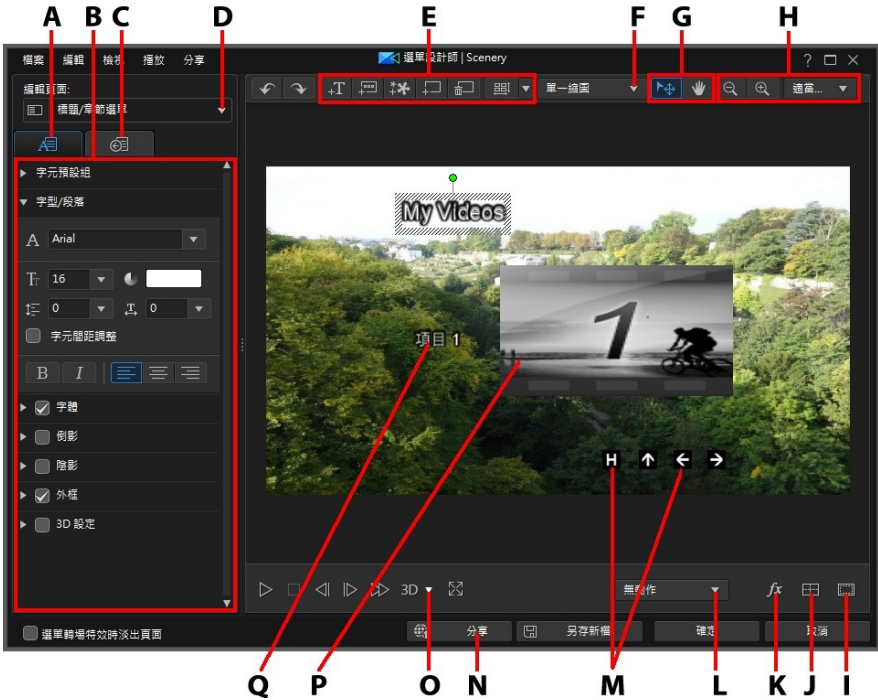 A B C D E F G H
檔案 編輯 檢視 播放 分享
選單設計師 | Scenery
編輯頁面:
標題/章節選單
T 單一縮圖 適當...
A
字元預設組
字型/段落
A Arial
16
0 0
字元間距調整
B I
字體
倒影
陰影
外框
3D 設定
My Videos
1
項目 1
H
3D 無動作 fx
選單轉場特效時淡出頁面 分享 另存新檔 確定 取消
Q P O N M L K J I